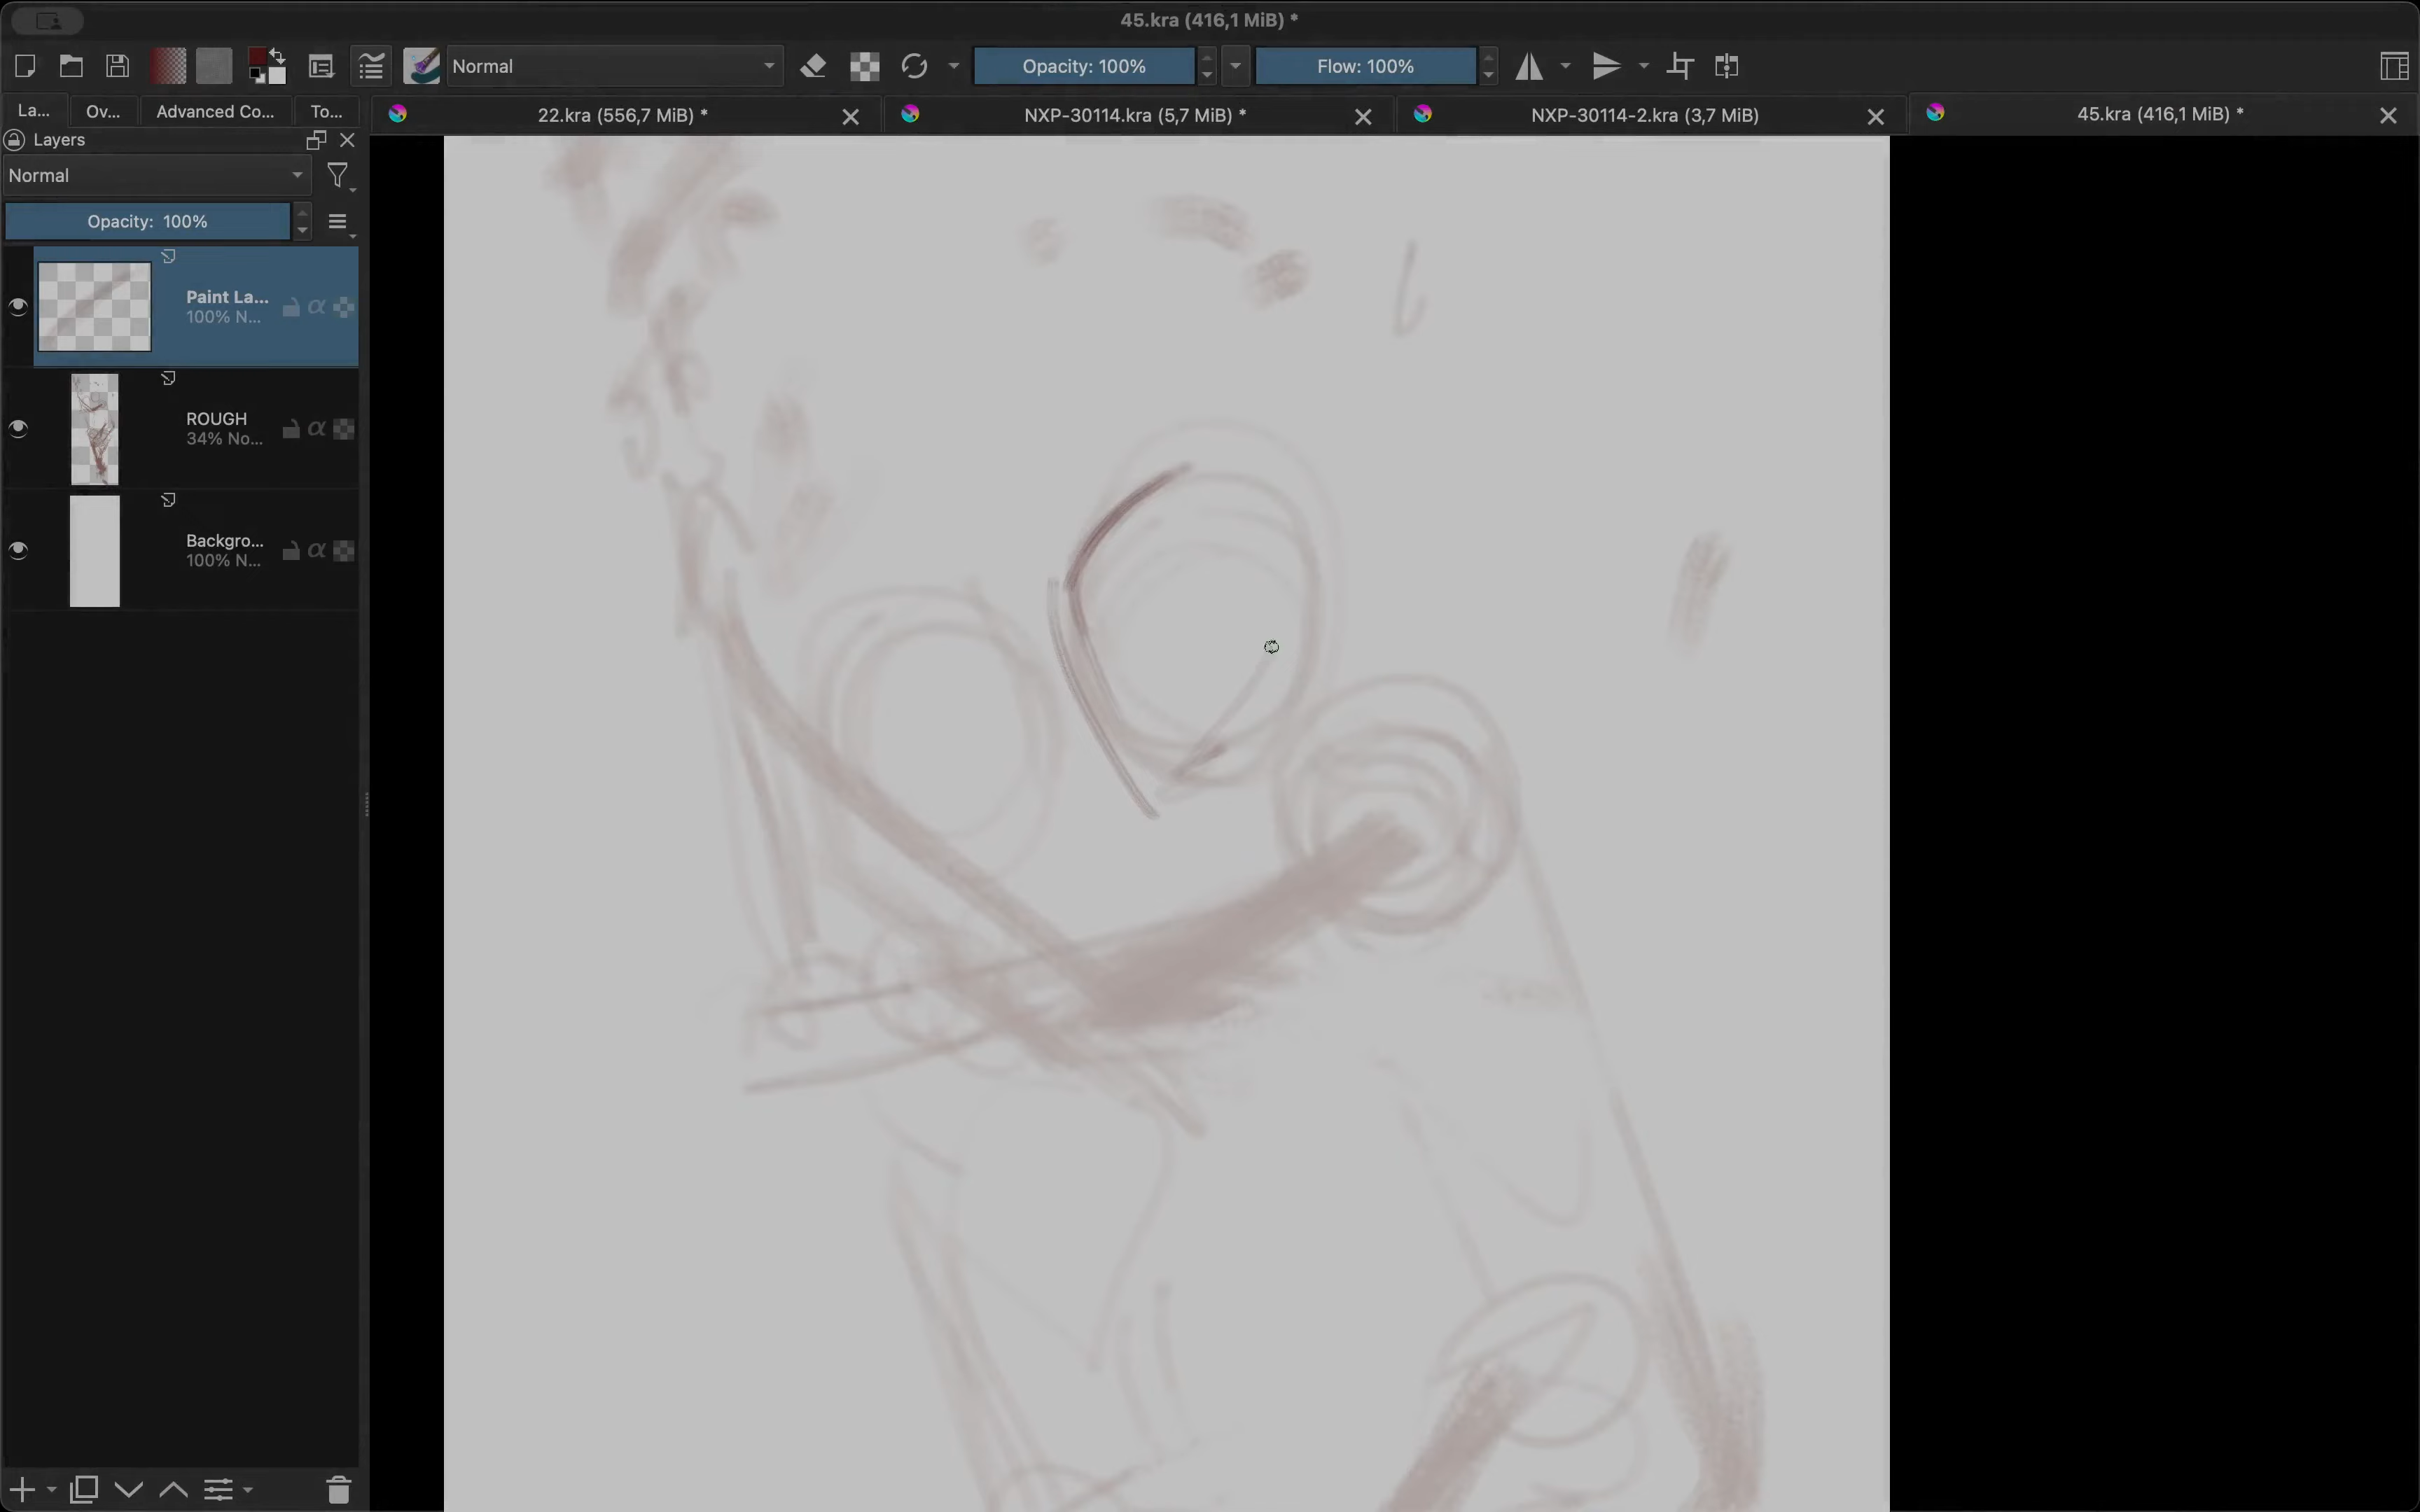 45.kra (416,1 MiB) *
Normal
Opacity: 100%
Flow: 100%
La...
Ov...
Advanced Co...
To...
22.kra (556,7 MiB) *
NXP-30114.kra (5,7 MiB) *
NXP-30114-2.kra (3,7 MiB)
45.kra (416,1 MiB) *
Layers
Normal
Opacity: 100%
Paint La...
100% N...
ROUGH
34% No...
Backgro...
100% N...